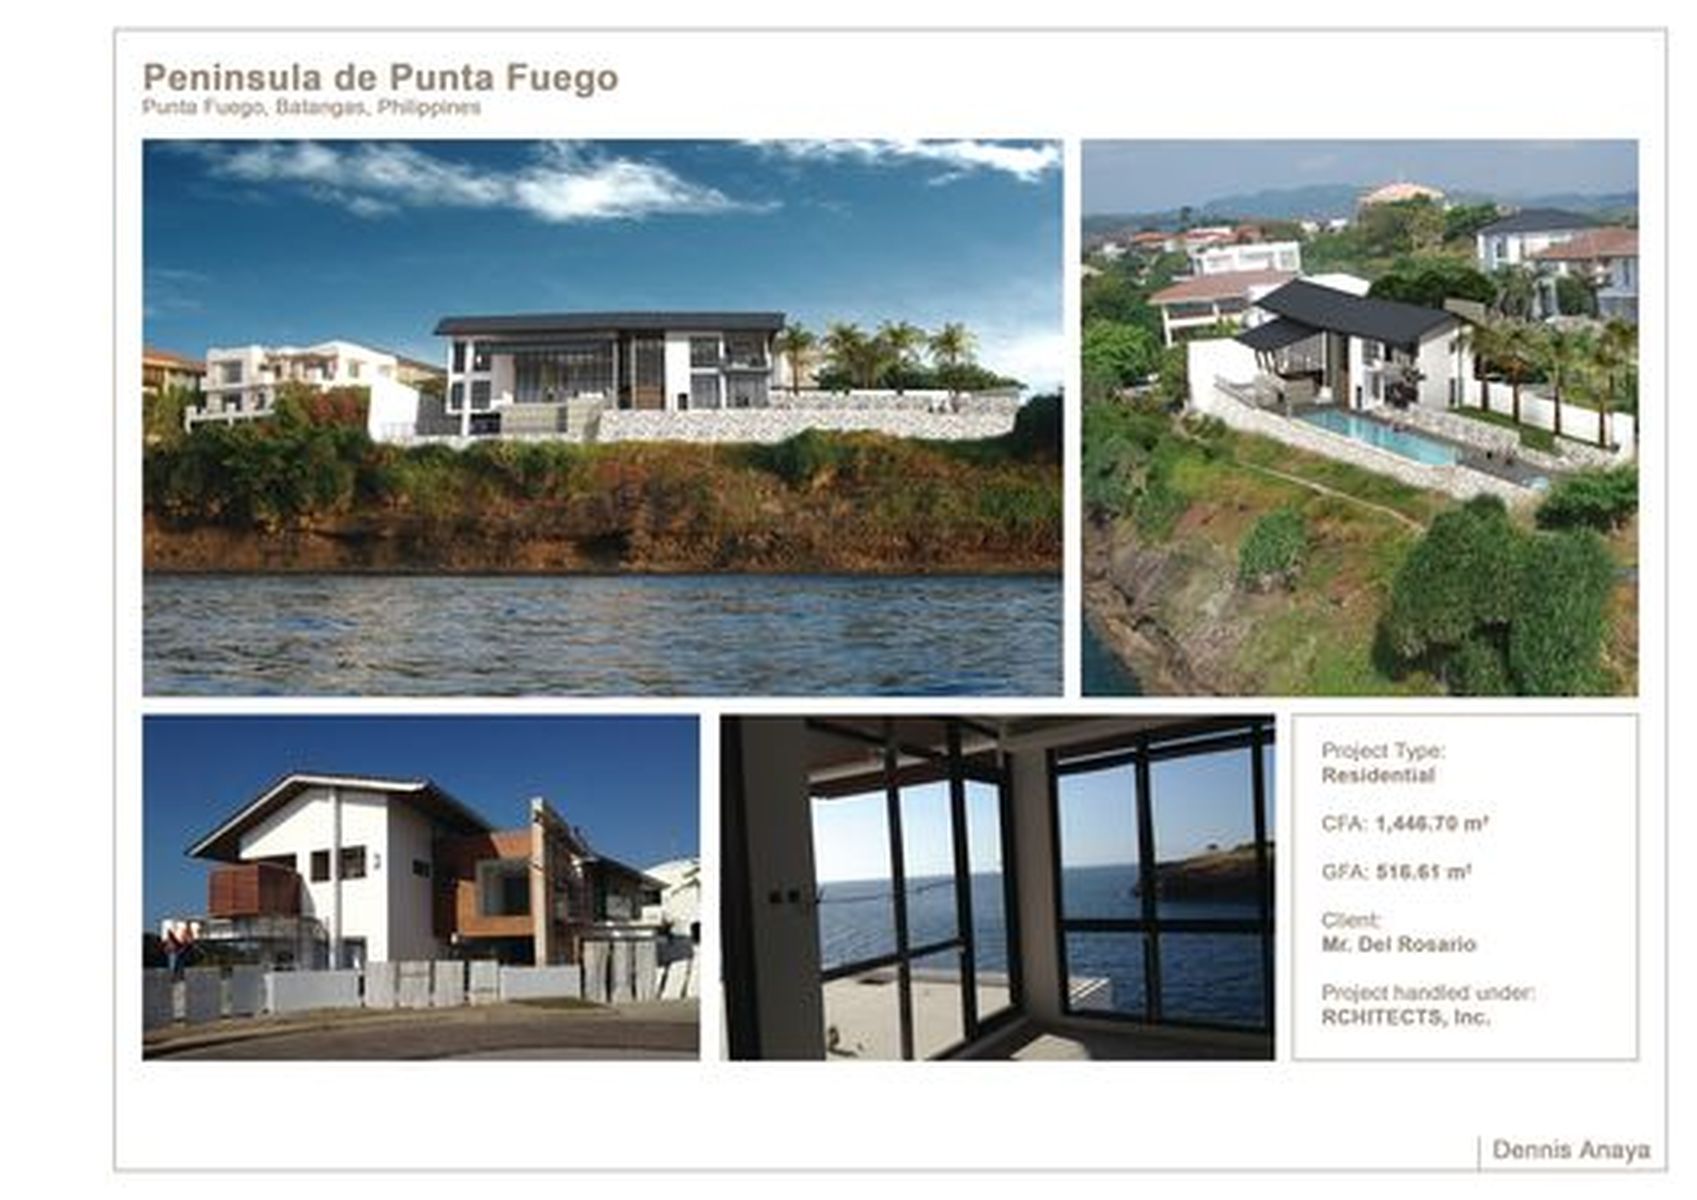 Peninsula de Punta Fuego
Punta Fuego, Batangas, Philippines
Project Type:
Residential
CFA: 1,446.70 m²
GFA: 516.61 m²
Client:
Mr. Del Rosario
Project handled under:
RCHITECTS, Inc.
Dennis Anaya